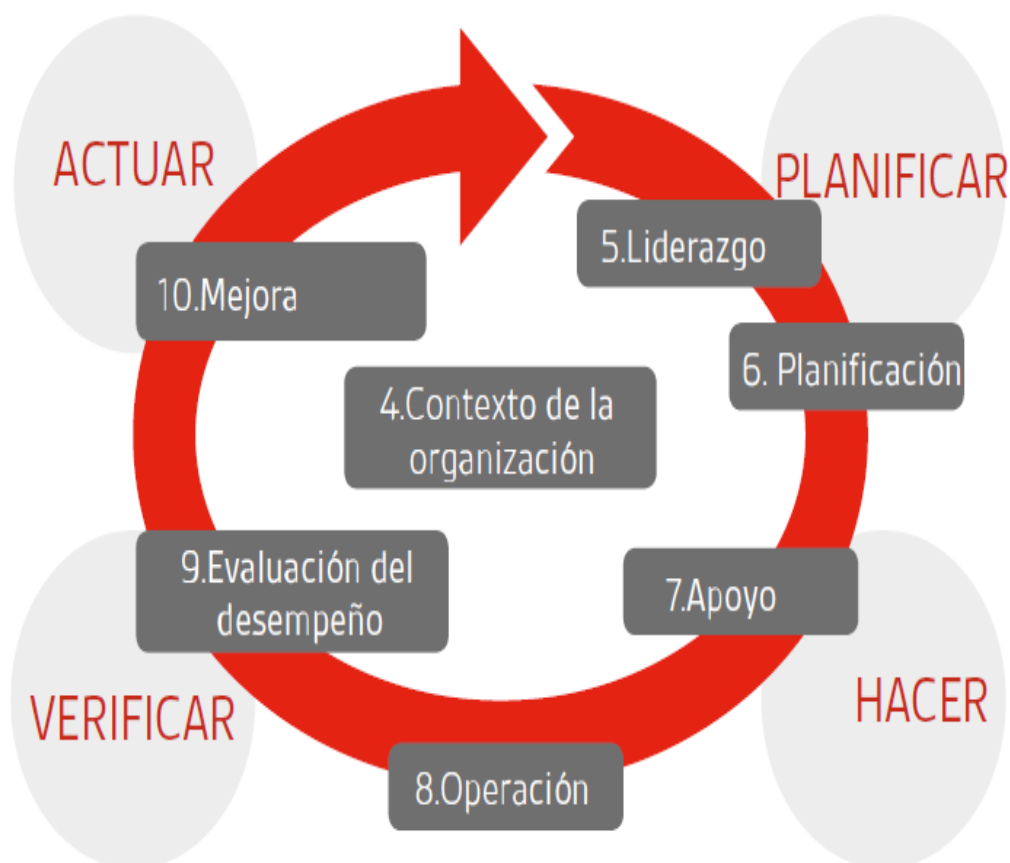 ACTUAR
PLANIFICAR
5.Liderazgo
10.Mejora
6. Planificación
4.Contexto de la
organización
9.Evaluación del
desempeño
7.Apoyo
VERIFICAR
HACER
8.Operación